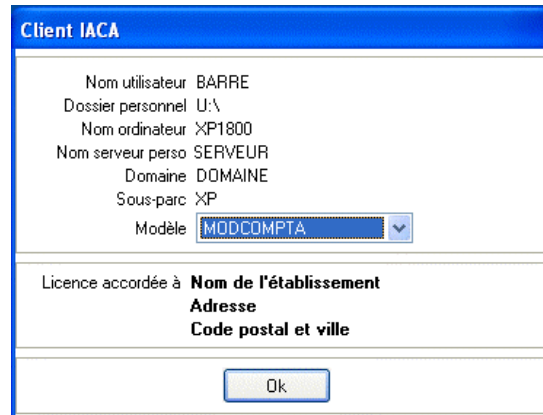 Client IACA
Nom utilisateur BARRE
Dossier personnel U:\
Nom ordinateur XP1800
Nom serveur perso SERVEUR
Domaine DOMAINE
Sous-parc XP
Modèle MODCOMPTA
Licence accordée à Nom de l'établissement
Adresse
Code postal et ville
Ok